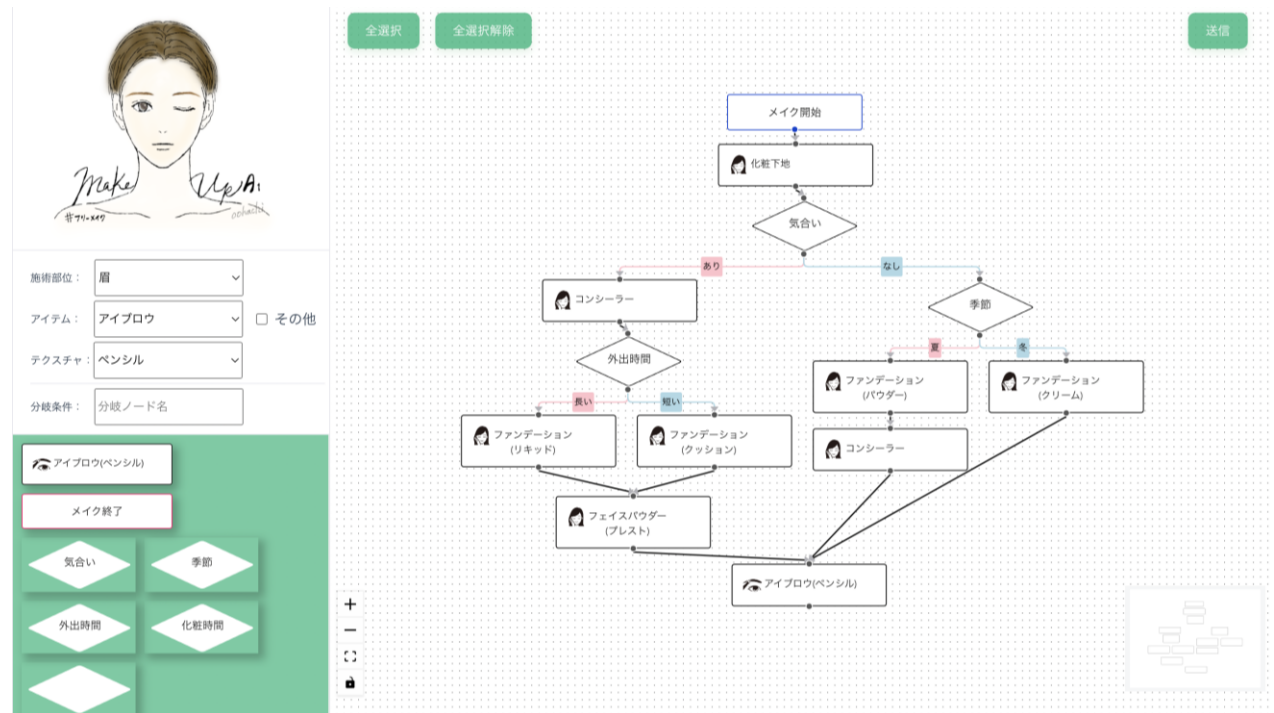 Make Up Ai
#フリーメイク
施術部位：
眉
アイテム：
アイブロウ
その他
テクスチャ：
ペンシル
分岐条件：
分岐ノード名
アイブロウ(ペンシル)
メイク終了
気合い
季節
外出時間
化粧時間
全選択
全選択解除
送信
メイク開始
化粧下地
気合い
あり
なし
コンシーラー
季節
外出時間
夏
冬
ファンデーション
(パウダー)
ファンデーション
(クリーム)
長い
短い
ファンデーション
(リキッド)
ファンデーション
(クッション)
コンシーラー
フェイスパウダー
(プレスト)
アイブロウ(ペンシル)